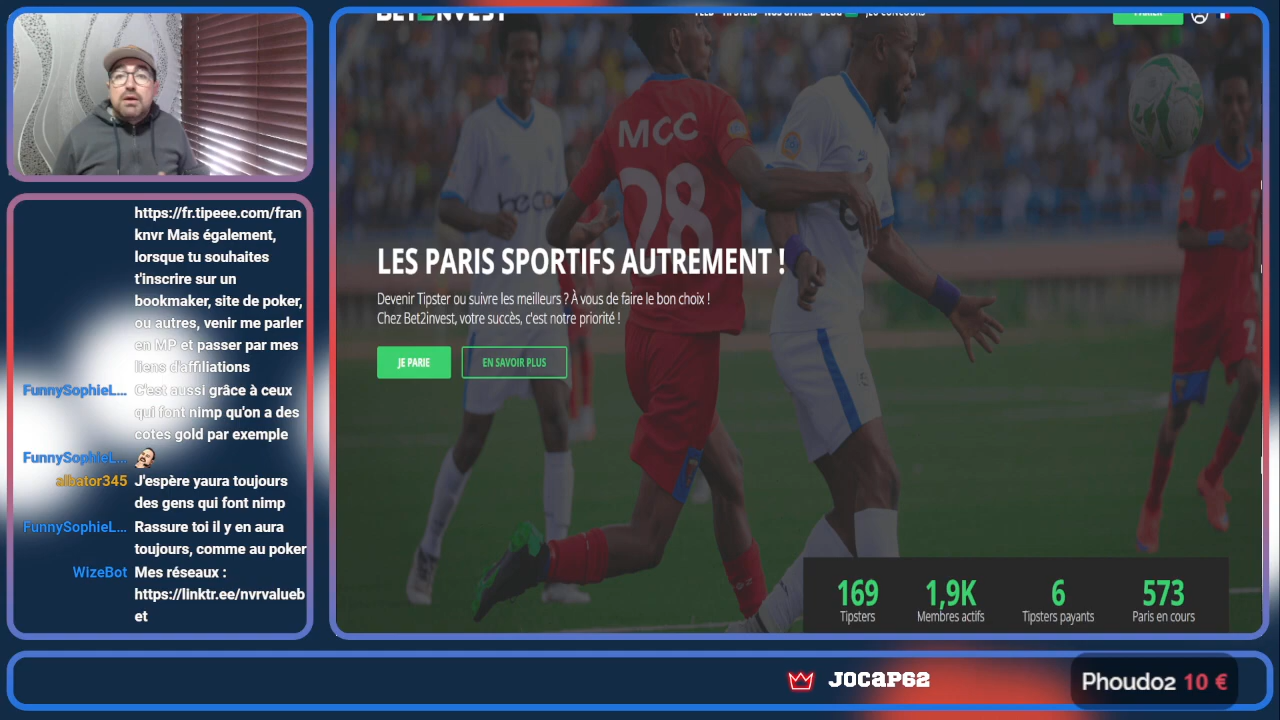 https://fr.tipeee.com/fran
knvr Mais également,
lorsque tu souhaites
t'inscrire sur un
bookmaker, site de poker,
ou autres, venir me parler
en MP et passer par mes
liens d'affiliations
FunnySophieL... C'est aussi grâce à ceux
qui font nimp qu'on a des
cotes gold par exemple
FunnySophieL...
albator345 J'espère yaura toujours
des gens qui font nimp
FunnySophieL... Rassure toi il y en aura
toujours, comme au poker
WizeBot Mes réseaux :
https://linktr.ee/nvrvalueb
et
BET2INVEST
MCC
28
LES PARIS SPORTIFS AUTREMENT !
Devenir Tipster ou suivre les meilleurs ? À vous de faire le bon choix !
Chez Bet2invest, votre succès, c'est notre priorité !
JE PARIE EN SAVOIR PLUS
2
169 1,9K 6 573
Tipsters Membres actifs Tipsters payants Paris en cours
JOCAP62
Phoudo2 10 €